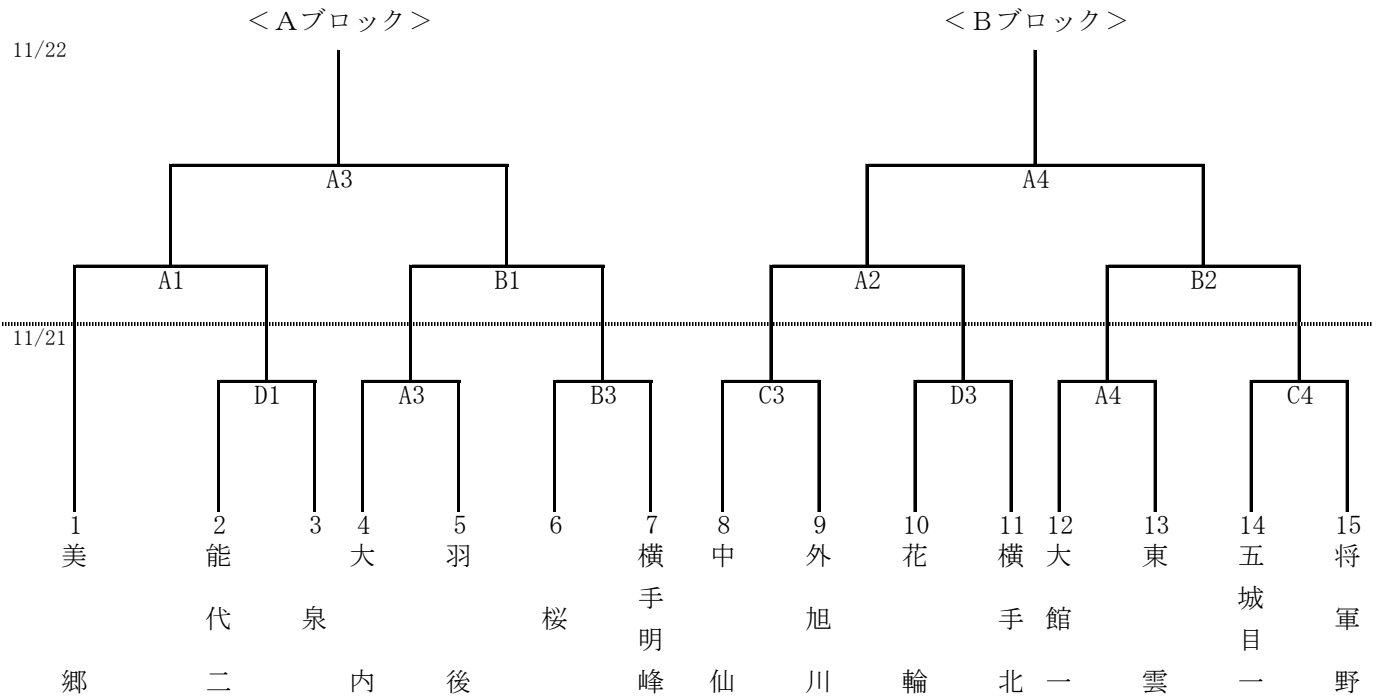 ＜Ａブロック＞ ＜Ｂブロック＞
11/22
A3 A4
A1 B1 A2 B2
11/21
D1 A3 B3 C3 D3 A4 C4
1 2 3 4 5 6 7 8 9 10 11 12 13 14 15
美郷
能代二
泉
大内
羽後
桜
横手明峰
中仙
外旭川
花輪
横手北
大館一
東雲
五城目一
将軍野